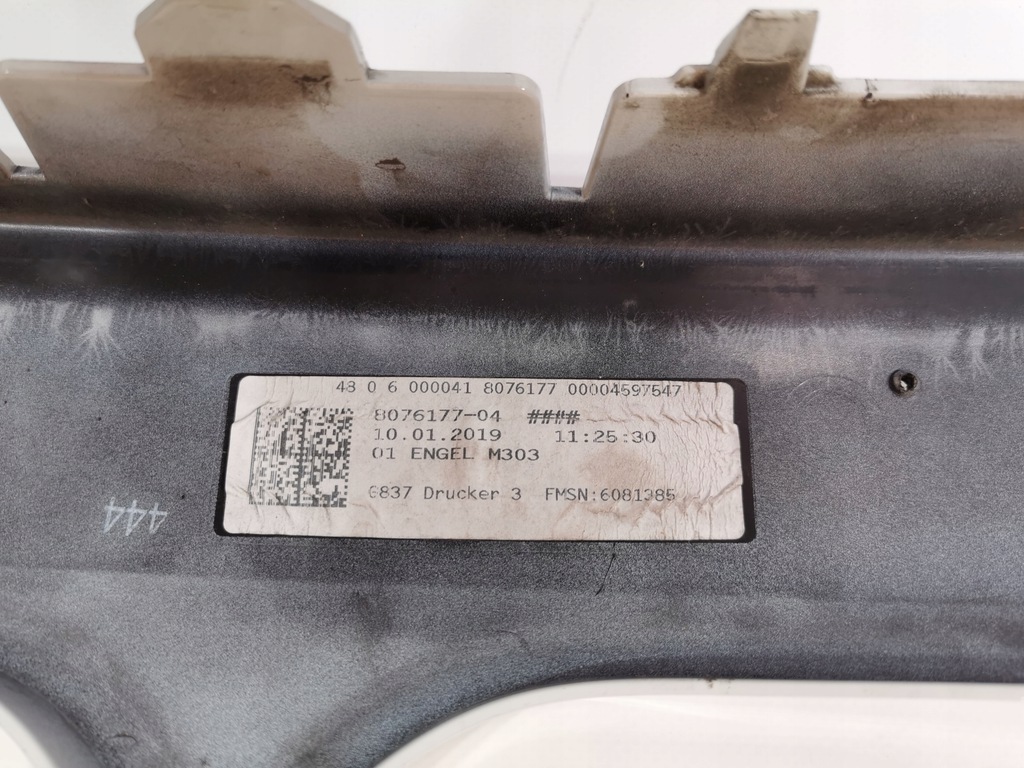 48 0 6 000041 8076177 00004597547
8076177-04 ####
10.01.2019 11:25:30
01 ENGEL M303
6837 Drucker 3 FMSN:6081385
444